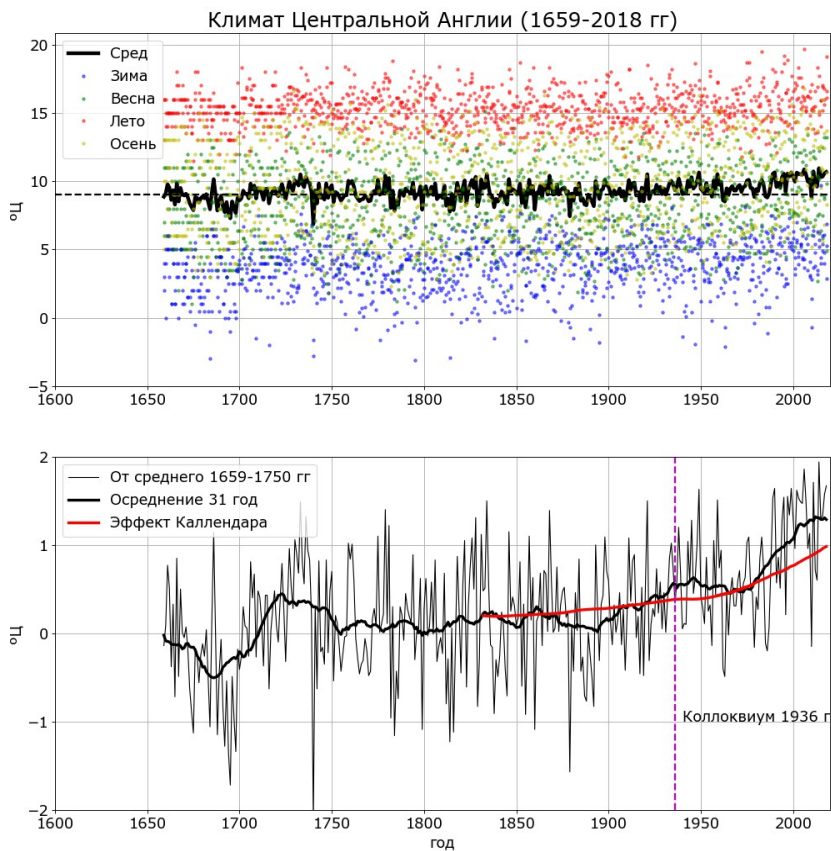 Климат Центральной Англии (1659-2018 гг)
20
15
10
5
0
−5
ºЦ
Сред
Зима
Весна
Лето
Осень
1600 1650 1700 1750 1800 1850 1900 1950 2000
2
1
0
−1
−2
ºЦ
От среднего 1659-1750 гг
Осреднение 31 год
Эффект Каллендара
Коллоквиум 1936 г
1600 1650 1700 1750 1800 1850 1900 1950 2000
год